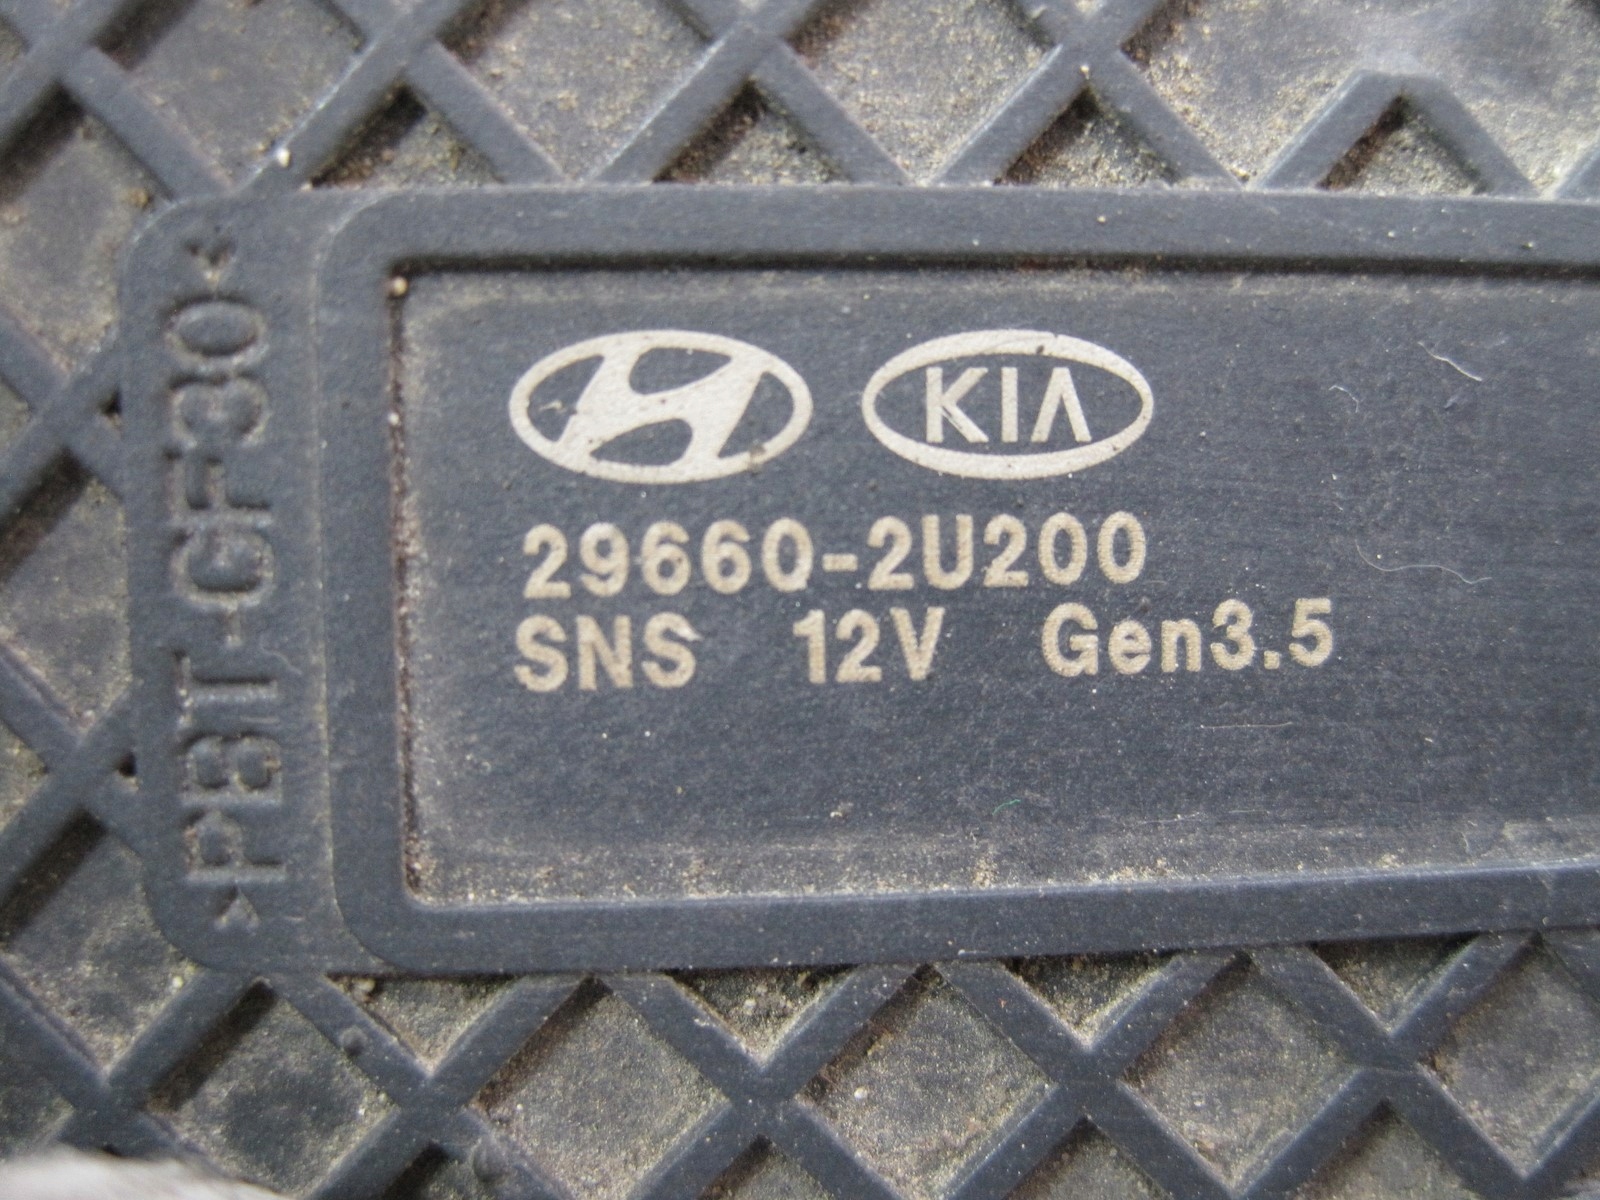 >PBT-GF30<
KIA
29660-2U200
SNS 12V Gen3.5